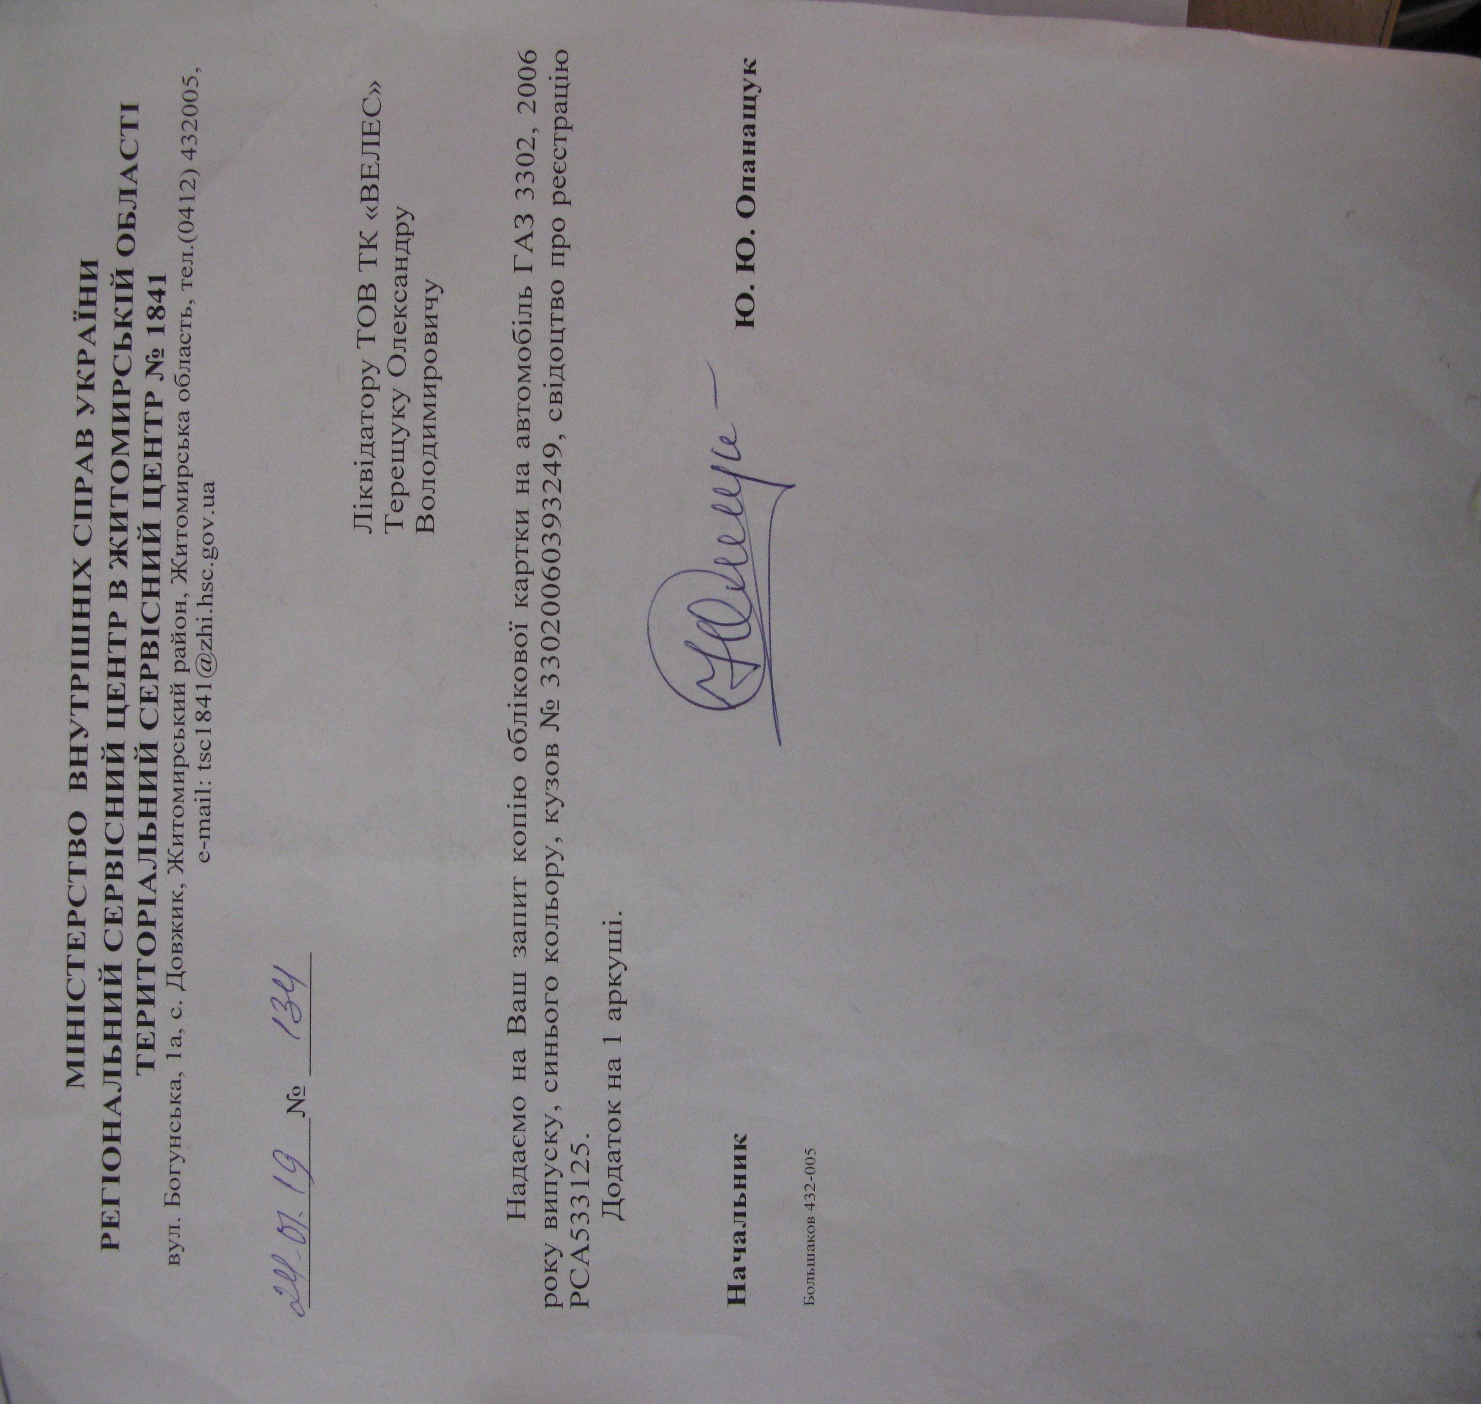 МІНІСТЕРСТВО ВНУТРІШНІХ СПРАВ УКРАЇНИ
РЕГІОНАЛЬНИЙ СЕРВІСНИЙ ЦЕНТР В ЖИТОМИРСЬКІЙ ОБЛАСТІ
ТЕРИТОРІАЛЬНИЙ СЕРВІСНИЙ ЦЕНТР № 1841
вул. Богунська, 1а, с. Довжик, Житомирський район, Житомирська область, тел.(0412) 432005,
e-mail: tsc1841@zhi.hsc.gov.ua
24.01.19 № 134
Ліквідатору ТОВ ТК «ВЕЛЕС»
Терещуку Олександру
Володимировичу
Надаємо на Ваш запит копію облікової картки на автомобіль ГАЗ 3302, 2006
року випуску, синього кольору, кузов № 33020060393249, свідоцтво про реєстрацію
РСА533125.
Додаток на 1 аркуші.
Начальник Ю. Ю. Опанащук
Большаков 432-005